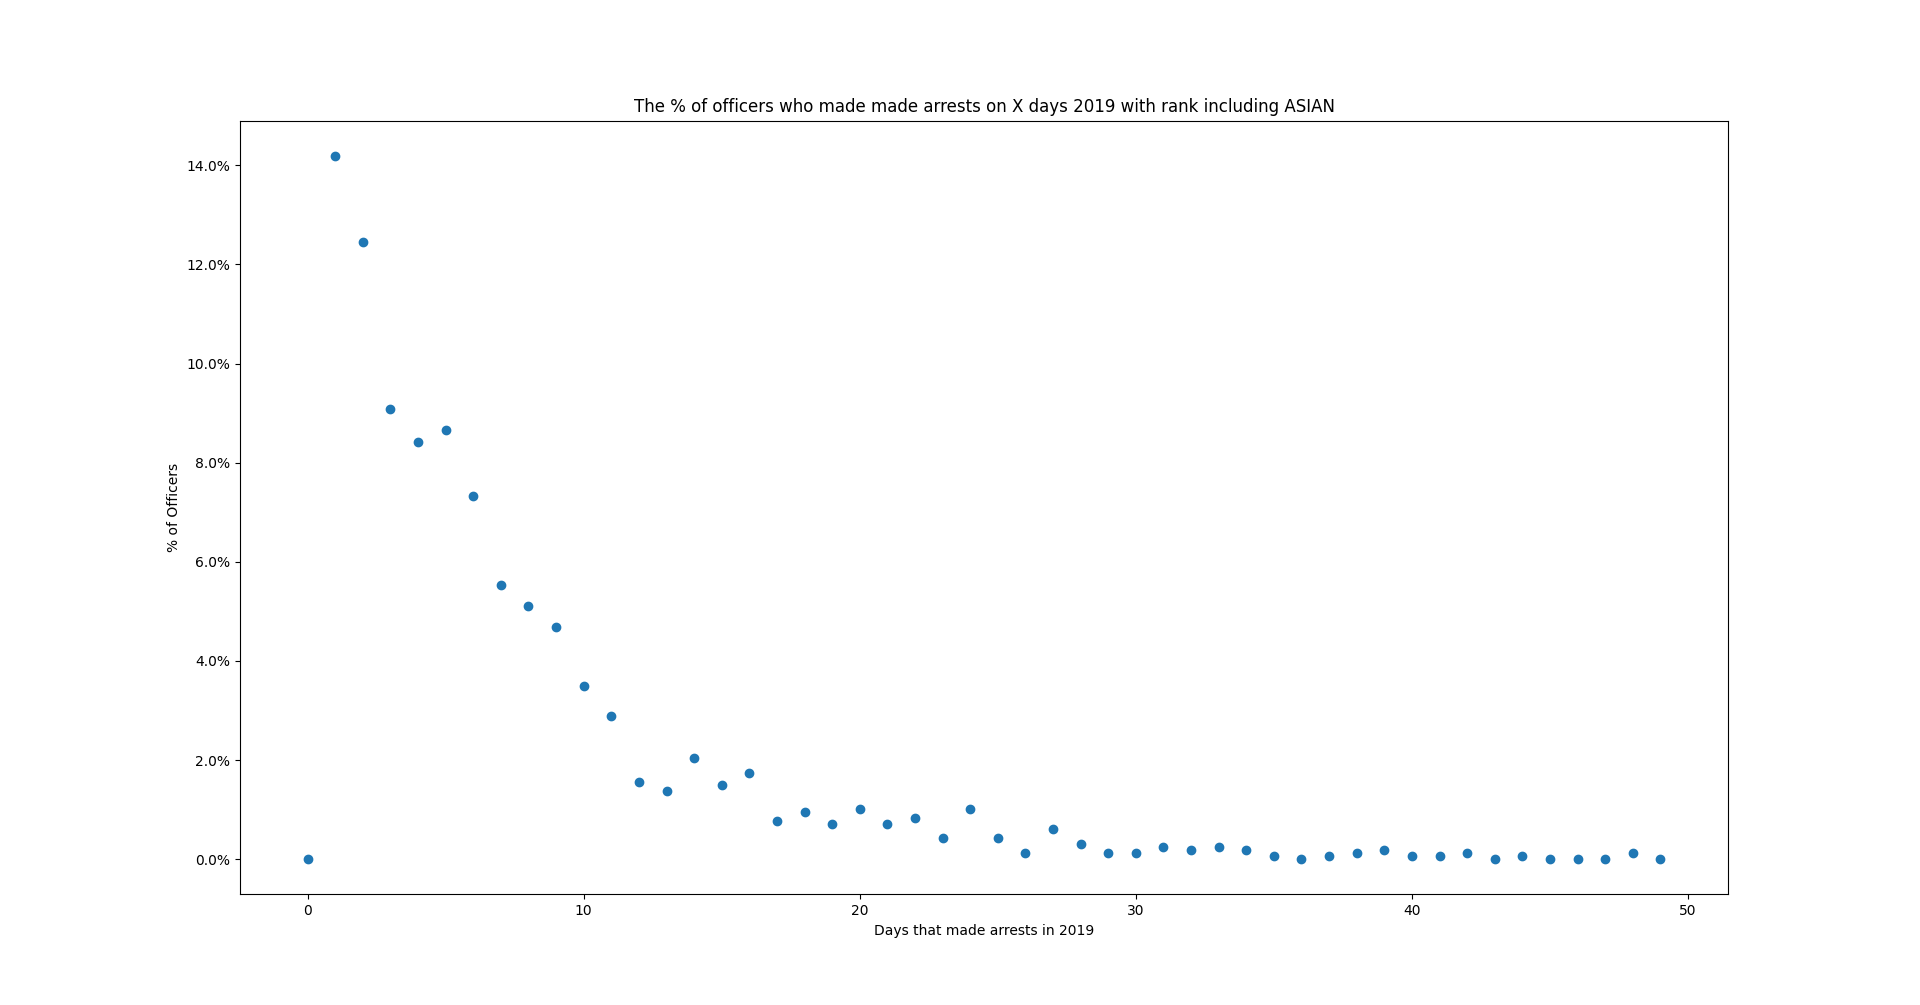 The % of officers who made made arrests on X days 2019 with rank including ASIAN
14.0%
12.0%
10.0%
8.0%
6.0%
4.0%
2.0%
0.0%
% of Officers
0 10 20 30 40 50
Days that made arrests in 2019